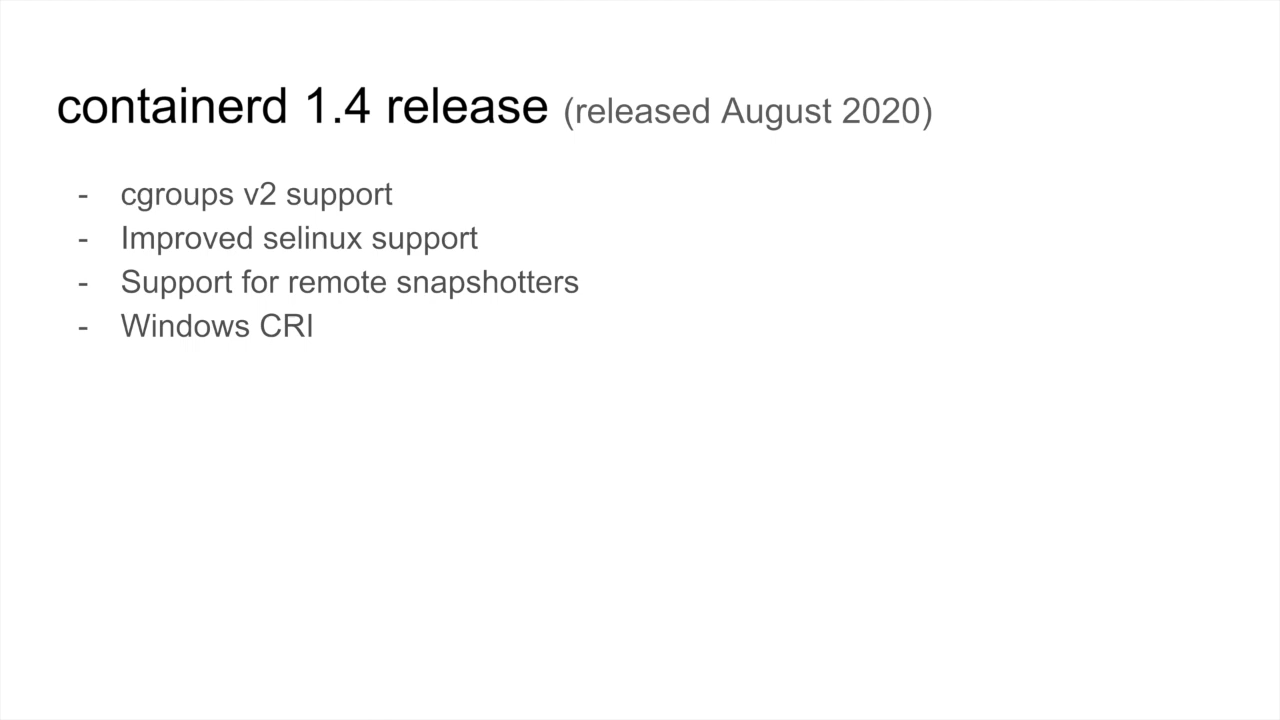 containerd 1.4 release (released August 2020)
- cgroups v2 support
- Improved selinux support
- Support for remote snapshotters
- Windows CRI